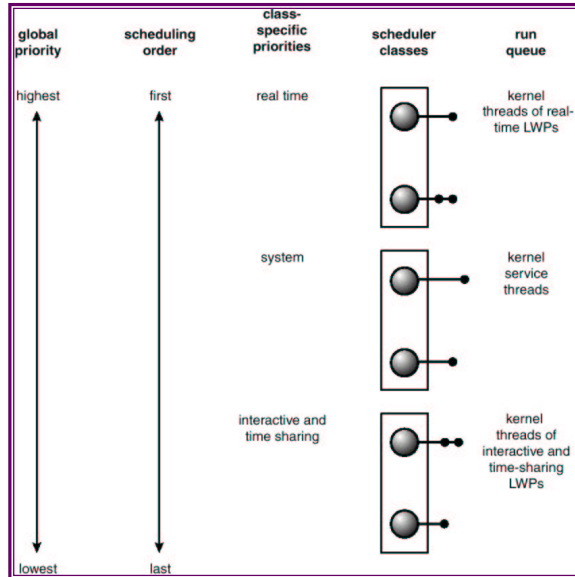 global
priority
scheduling
order
class-
specific
priorities
scheduler
classes
run
queue
highest
first
real time
kernel
threads of real-
time LWPs
system
kernel
service
threads
interactive and
time sharing
kernel
threads of
interactive and
time-sharing
LWPs
lowest
last